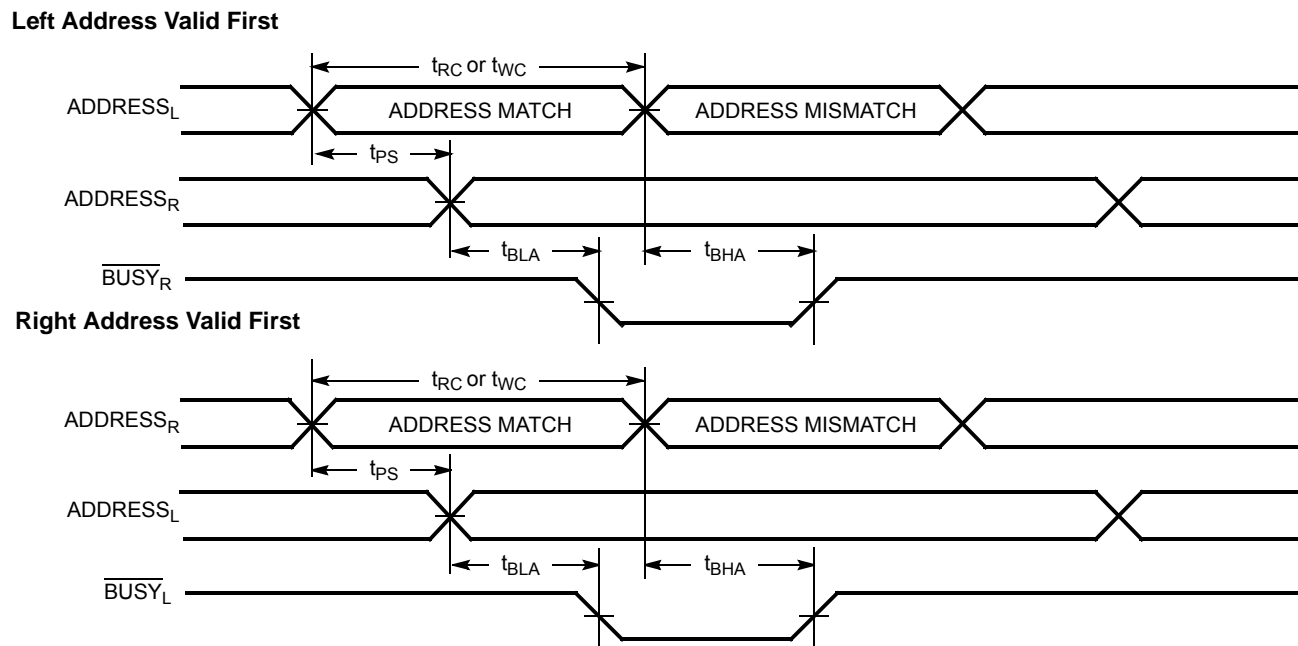 Left Address Valid First
tRC or tWC
ADDRESSL
ADDRESS MATCH
ADDRESS MISMATCH
tPS
ADDRESSR
tBLA
tBHA
BUSYR
Right Address Valid First
tRC or tWC
ADDRESSR
ADDRESS MATCH
ADDRESS MISMATCH
tPS
ADDRESSL
tBLA
tBHA
BUSYL